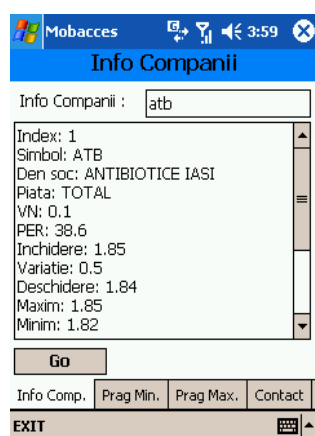 Mobacces 3:59
Info Companii
Info Companii : atb
Index: 1
Simbol: ATB
Den soc: ANTIBIOTICE IASI
Piata: TOTAL
VN: 0.1
PER: 38.6
Inchidere: 1.85
Variatie: 0.5
Deschidere: 1.84
Maxim: 1.85
Minim: 1.82
Go
Info Comp. Prag Min. Prag Max. Contact
EXIT